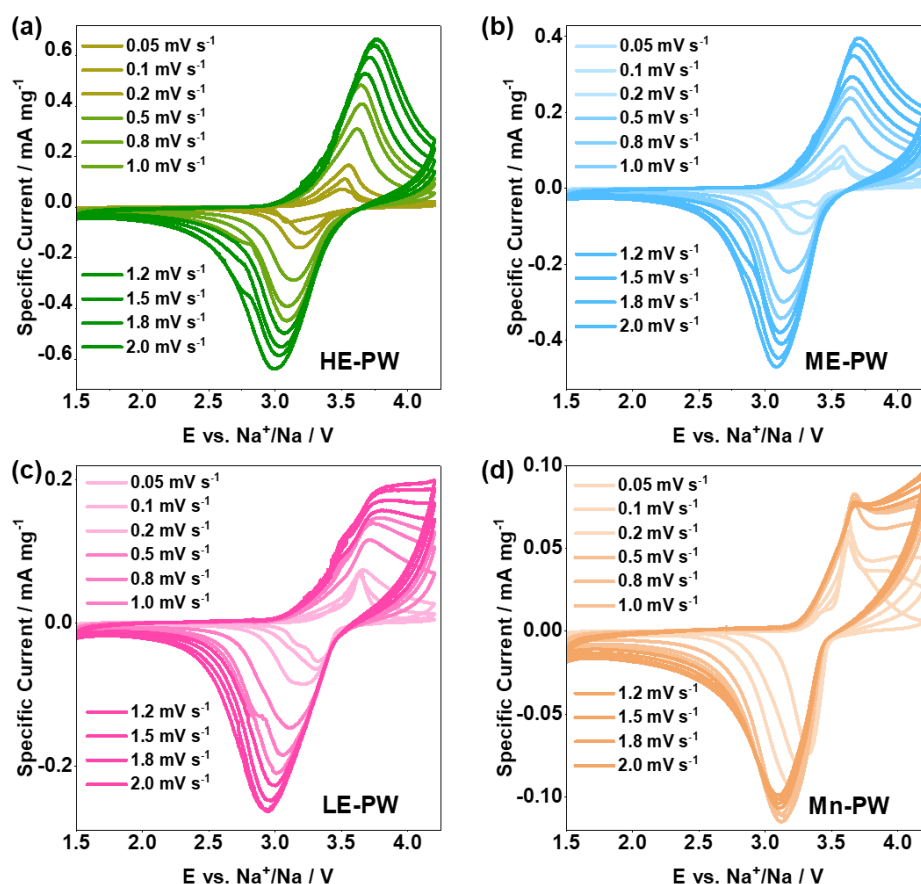 (a)
0.05 mV s⁻¹
0.1 mV s⁻¹
0.2 mV s⁻¹
0.5 mV s⁻¹
0.8 mV s⁻¹
1.0 mV s⁻¹
1.2 mV s⁻¹
1.5 mV s⁻¹
1.8 mV s⁻¹
2.0 mV s⁻¹
HE-PW
0.6
0.4
0.2
0.0
-0.2
-0.4
-0.6
Specific Current / mA mg⁻¹
1.5 2.0 2.5 3.0 3.5 4.0
E vs. Na⁺/Na / V
(b)
0.05 mV s⁻¹
0.1 mV s⁻¹
0.2 mV s⁻¹
0.5 mV s⁻¹
0.8 mV s⁻¹
1.0 mV s⁻¹
1.2 mV s⁻¹
1.5 mV s⁻¹
1.8 mV s⁻¹
2.0 mV s⁻¹
ME-PW
0.4
0.2
0.0
-0.2
-0.4
Specific Current / mA mg⁻¹
1.5 2.0 2.5 3.0 3.5 4.0
E vs. Na⁺/Na / V
(c)
0.05 mV s⁻¹
0.1 mV s⁻¹
0.2 mV s⁻¹
0.5 mV s⁻¹
0.8 mV s⁻¹
1.0 mV s⁻¹
1.2 mV s⁻¹
1.5 mV s⁻¹
1.8 mV s⁻¹
2.0 mV s⁻¹
LE-PW
0.2
0.0
-0.2
Specific Current / mA mg⁻¹
1.5 2.0 2.5 3.0 3.5 4.0
E vs. Na⁺/Na / V
(d)
0.05 mV s⁻¹
0.1 mV s⁻¹
0.2 mV s⁻¹
0.5 mV s⁻¹
0.8 mV s⁻¹
1.0 mV s⁻¹
1.2 mV s⁻¹
1.5 mV s⁻¹
1.8 mV s⁻¹
2.0 mV s⁻¹
Mn-PW
0.10
0.05
0.00
-0.05
-0.10
Specific Current / mA mg⁻¹
1.5 2.0 2.5 3.0 3.5 4.0
E vs. Na⁺/Na / V